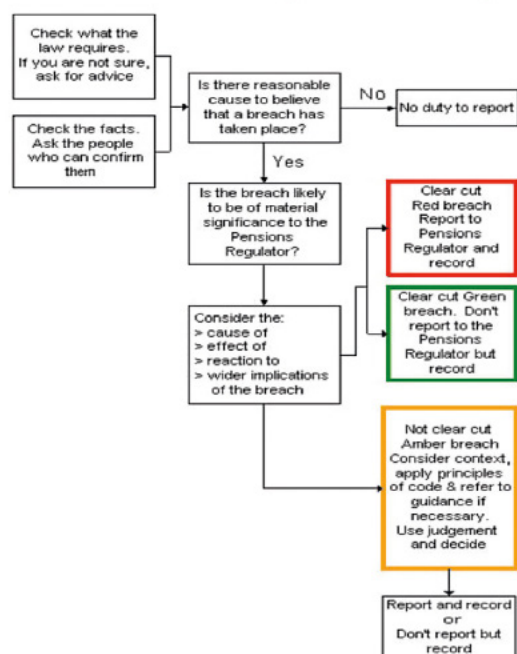 Check what the
law requires.
If you are not sure,
ask for advice
Check the facts.
Ask the people
who can confirm
them
Is there reasonable
cause to believe
that a breach has
taken place?
No
No duty to report
Yes
Is the breach likely
to be of material
significance to the
Pensions
Regulator?
Clear cut
Red breach
Report to
Pensions
Regulator and
record
Consider the:
> cause of
> effect of
> reaction to
> wider implications
of the breach
Clear cut Green
breach. Don't
report to the
Pensions
Regulator but
record
Not clear cut
Amber breach
Consider context,
apply principles
of code & refer to
guidance if
necessary.
Use judgement
and decide
Report and record
or
Don't report but
record